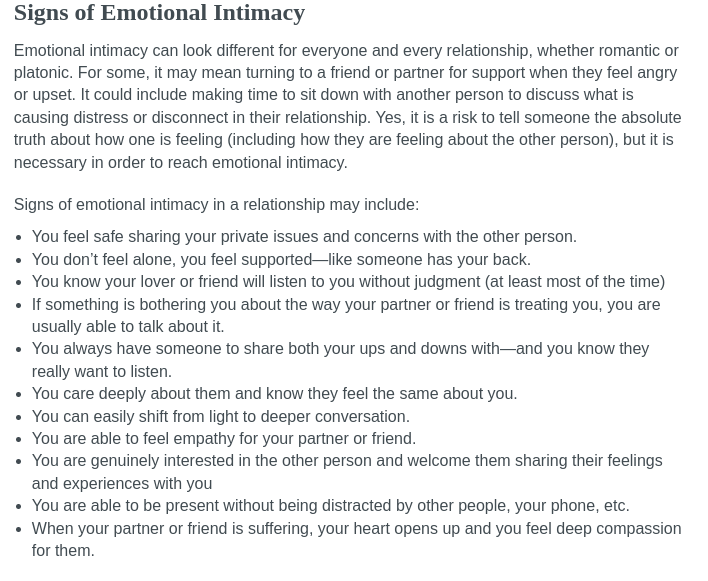 Signs of Emotional Intimacy
Emotional intimacy can look different for everyone and every relationship, whether romantic or
platonic. For some, it may mean turning to a friend or partner for support when they feel angry
or upset. It could include making time to sit down with another person to discuss what is
causing distress or disconnect in their relationship. Yes, it is a risk to tell someone the absolute
truth about how one is feeling (including how they are feeling about the other person), but it is
necessary in order to reach emotional intimacy.
Signs of emotional intimacy in a relationship may include:
• You feel safe sharing your private issues and concerns with the other person.
• You don’t feel alone, you feel supported—like someone has your back.
• You know your lover or friend will listen to you without judgment (at least most of the time)
• If something is bothering you about the way your partner or friend is treating you, you are
usually able to talk about it.
• You always have someone to share both your ups and downs with—and you know they
really want to listen.
• You care deeply about them and know they feel the same about you.
• You can easily shift from light to deeper conversation.
• You are able to feel empathy for your partner or friend.
• You are genuinely interested in the other person and welcome them sharing their feelings
and experiences with you
• You are able to be present without being distracted by other people, your phone, etc.
• When your partner or friend is suffering, your heart opens up and you feel deep compassion
for them.